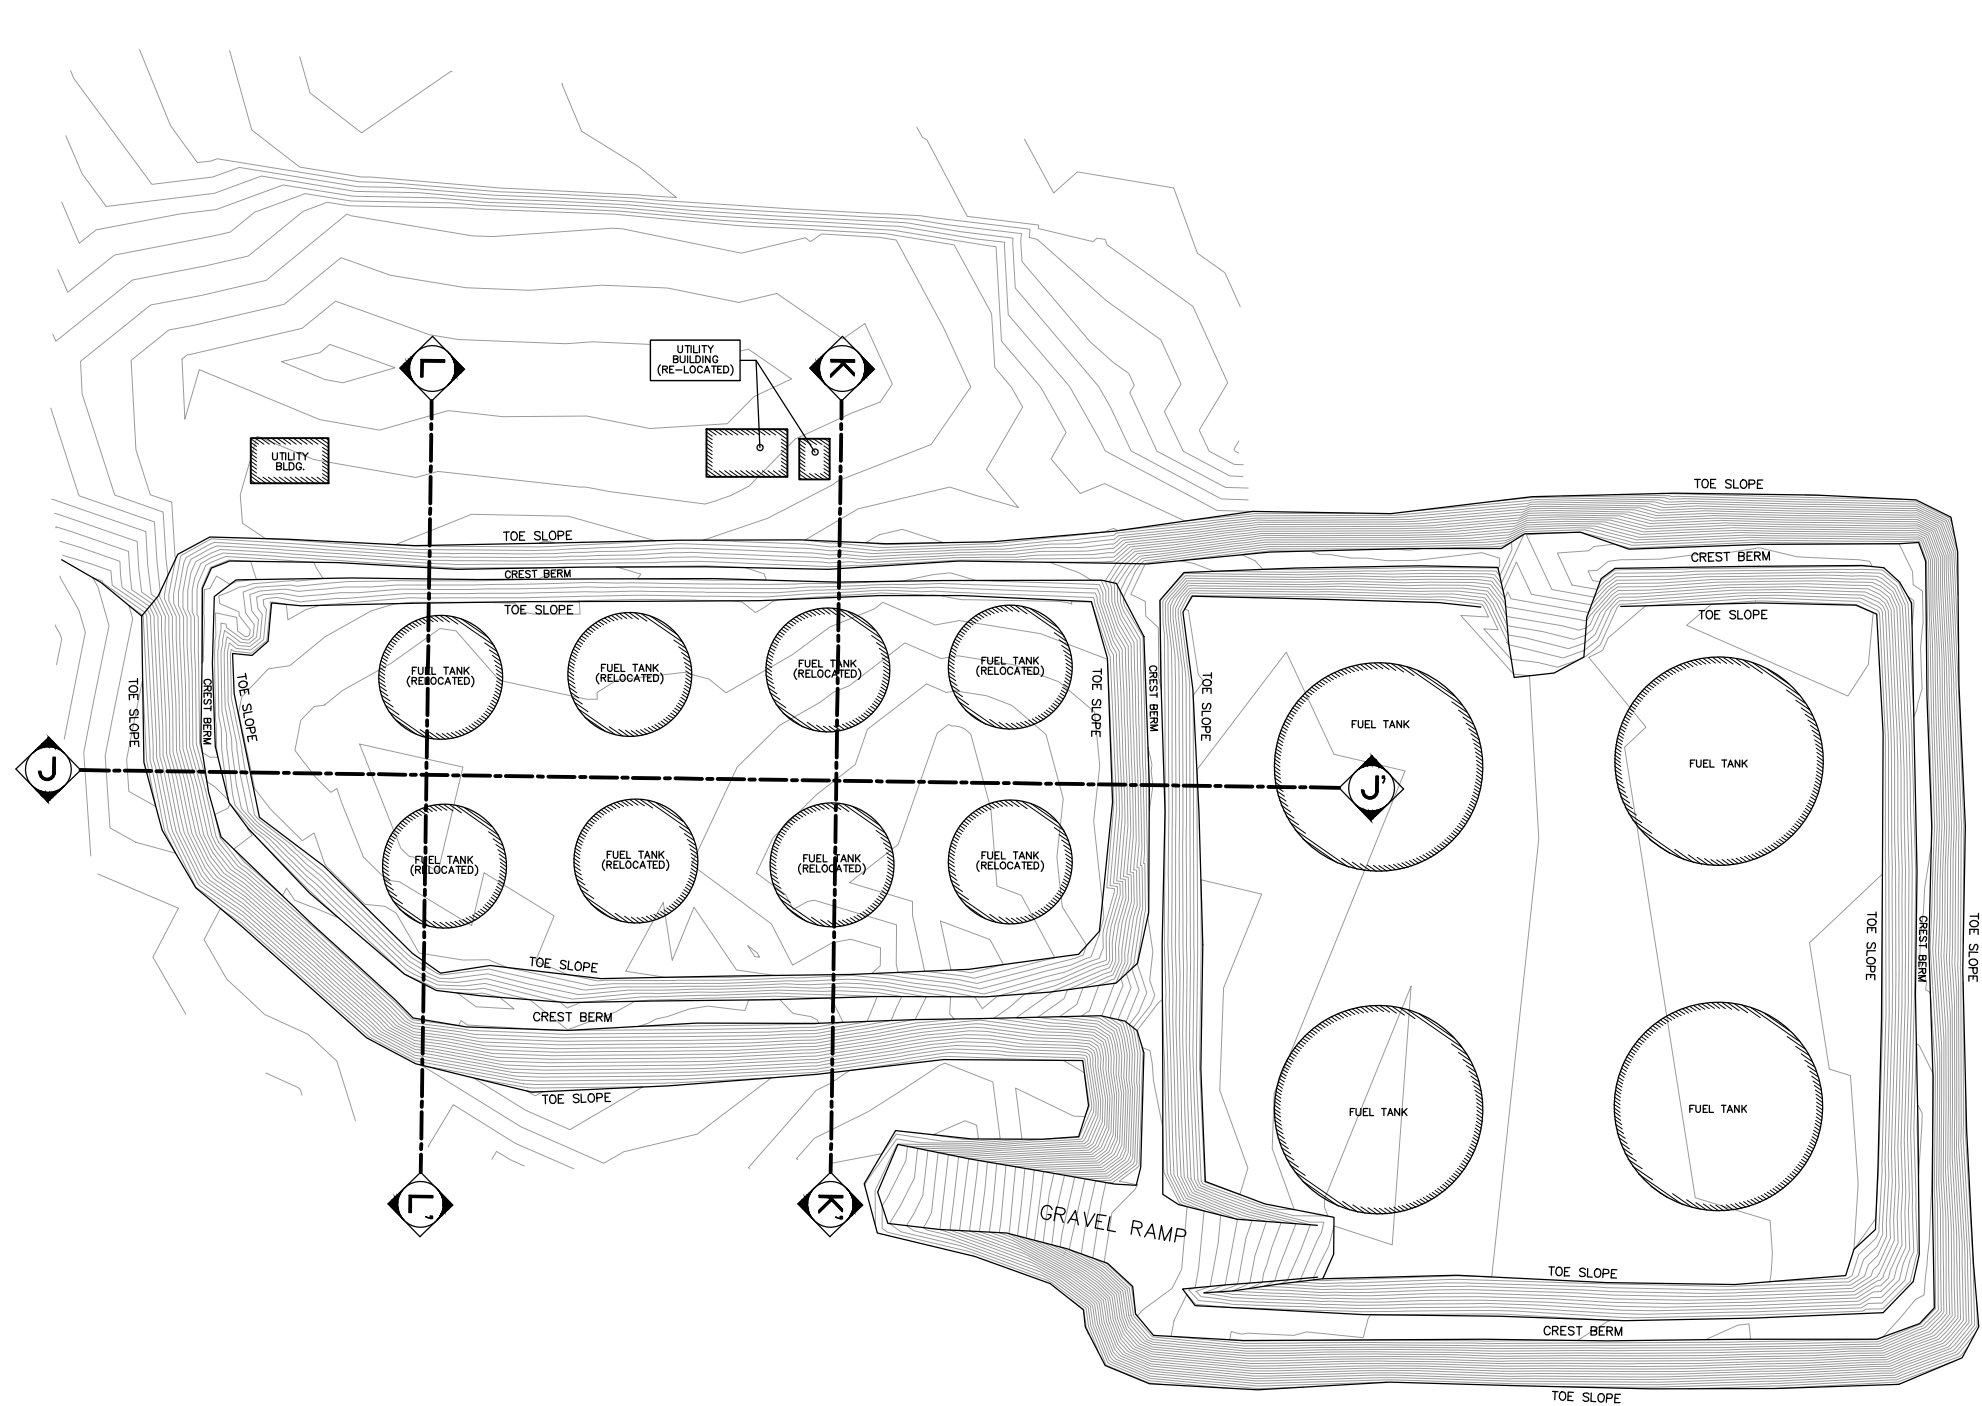 L
K
UTILITY
BUILDING
(RE-LOCATED)
UTILITY
BLDG.
TOE SLOPE
TOE SLOPE
CREST BERM
CREST BERM
TOE SLOPE
TOE SLOPE
FUEL TANK
(RELOCATED)
FUEL TANK
(RELOCATED)
FUEL TANK
(RELOCATED)
FUEL TANK
(RELOCATED)
TOE SLOPE
CREST BERM
TOE SLOPE
TOE SLOPE
CREST BERM
TOE SLOPE
FUEL TANK
FUEL TANK
J
J'
FUEL TANK
(RELOCATED)
FUEL TANK
(RELOCATED)
FUEL TANK
(RELOCATED)
FUEL TANK
(RELOCATED)
TOE SLOPE
CREST BERM
TOE SLOPE
TOE SLOPE
CREST BERM
TOE SLOPE
FUEL TANK
FUEL TANK
L'
K'
GRAVEL RAMP
TOE SLOPE
CREST BERM
TOE SLOPE